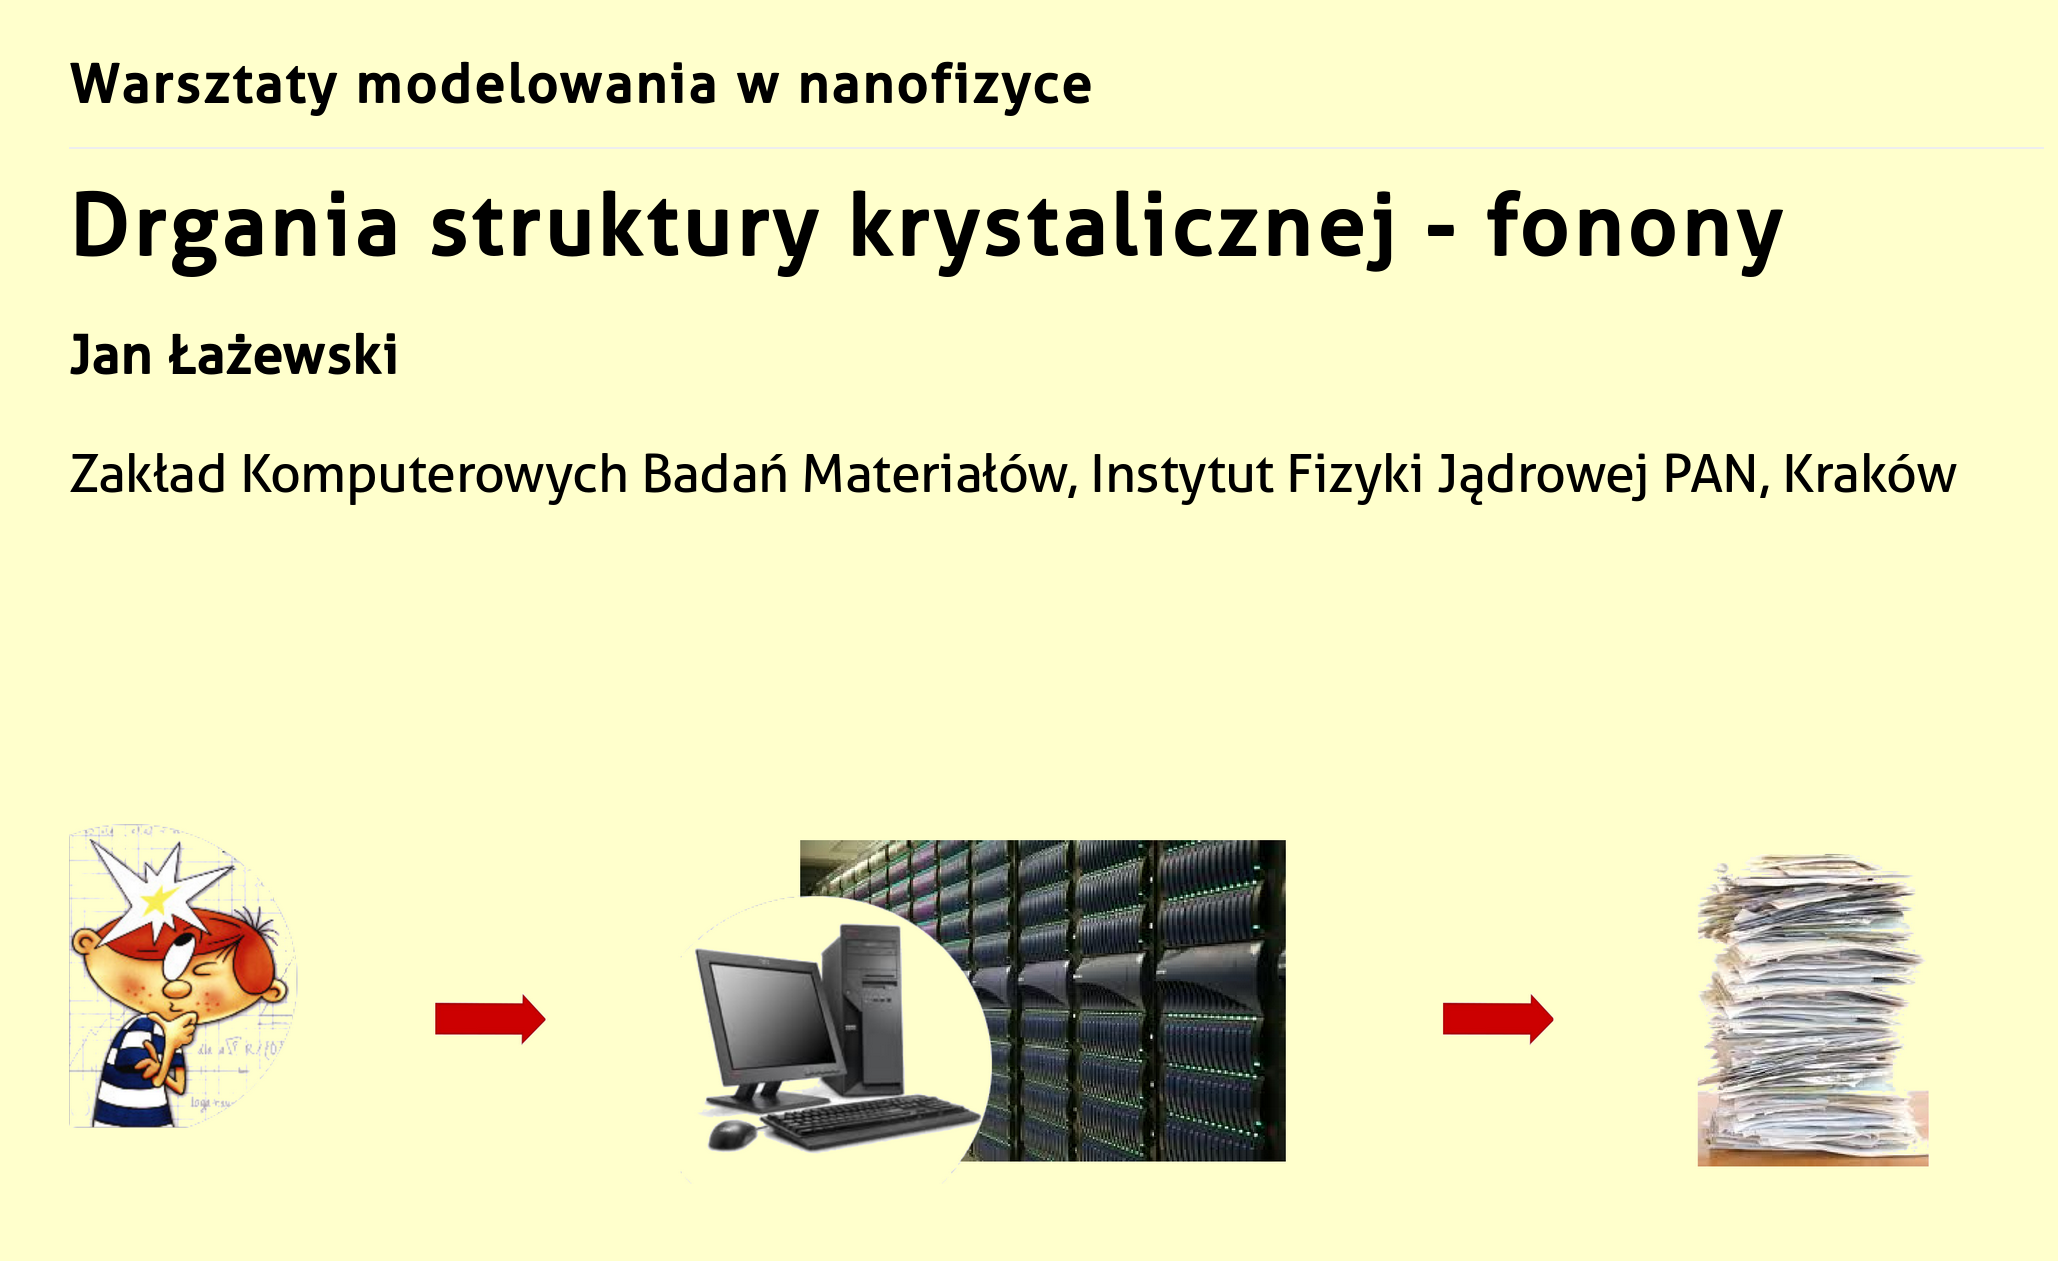 Warsztaty modelowania w nanofizyce
Drgania struktury krystalicznej - fonony
Jan Łażewski
Zakład Komputerowych Badań Materiałów, Instytut Fizyki Jądrowej PAN, Kraków